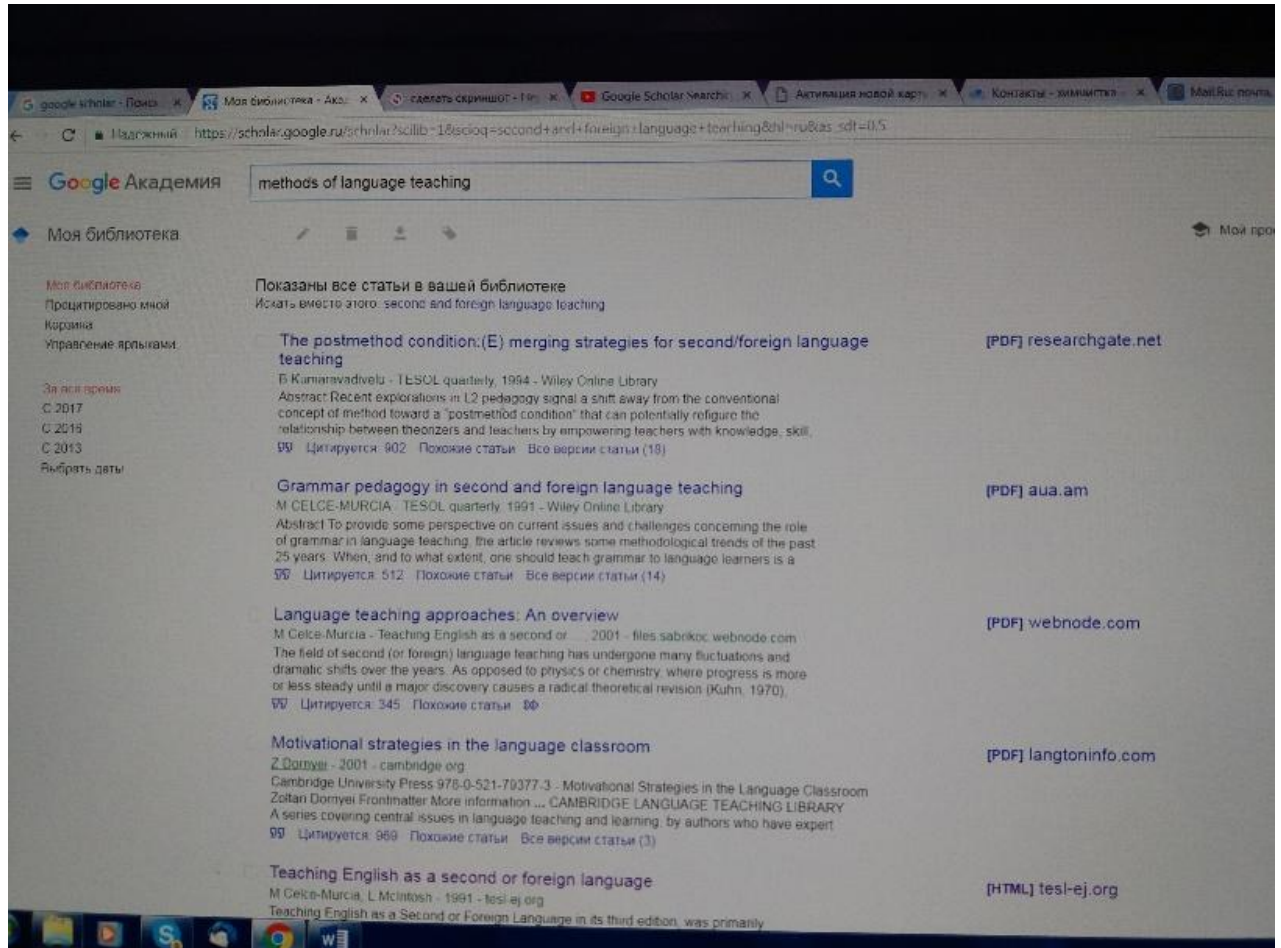 google scholar - Поиск
Моя библиотека - Ака
сделать скриншот -
Google Scholar Searchin
Активация новой карты
Контакты - химчистка -
Mail.Ru: почта,
Надежный https://scholar.google.ru/scholar?scilib=1&scioq=second+and+foreign+language+teaching&hl=ru&as_sdt=0,5
Google Академия
methods of language teaching
Моя библиотека
Мой про
Моя библиотека
Процитировано мной
Корзина
Управление ярлыками
За все время
С 2017
С 2016
С 2013
Выбрать даты
Показаны все статьи в вашей библиотеке
Искать вместо этого: second and foreign language teaching
The postmethod condition:(E) merging strategies for second/foreign language
teaching
B Kumaravadivelu - TESOL quarterly, 1994 - Wiley Online Library
Abstract Recent explorations in L2 pedagogy signal a shift away from the conventional
concept of method toward a "postmethod condition" that can potentially refigure the
relationship between theorizers and teachers by empowering teachers with knowledge, skill,
Цитируется: 902 Похожие статьи Все версии статьи (18)
[PDF] researchgate.net
Grammar pedagogy in second and foreign language teaching
M CELCE-MURCIA - TESOL quarterly, 1991 - Wiley Online Library
Abstract To provide some perspective on current issues and challenges concerning the role
of grammar in language teaching, the article reviews some methodological trends of the past
25 years. When, and to what extent, one should teach grammar to language learners is a
Цитируется: 512 Похожие статьи Все версии статьи (14)
[PDF] aua.am
Language teaching approaches: An overview
M Celce-Murcia - Teaching English as a second or ..., 2001 - files.sabrikoc.webnode.com
The field of second (or foreign) language teaching has undergone many fluctuations and
dramatic shifts over the years. As opposed to physics or chemistry, where progress is more
or less steady until a major discovery causes a radical theoretical revision (Kuhn, 1970),
Цитируется: 345 Похожие статьи
[PDF] webnode.com
Motivational strategies in the language classroom
Z Dornyei - 2001 - cambridge.org
Cambridge University Press 978-0-521-79377-3 - Motivational Strategies in the Language Classroom
Zoltan Dornyei Frontmatter More information ... CAMBRIDGE LANGUAGE TEACHING LIBRARY
A series covering central issues in language teaching and learning, by authors who have expert
Цитируется: 969 Похожие статьи Все версии статьи (3)
[PDF] langtoninfo.com
Teaching English as a second or foreign language
M Celce-Murcia, L McIntosh - 1991 - tesl-ej.org
Teaching English as a Second or Foreign Language in its third edition, was primarily
[HTML] tesl-ej.org